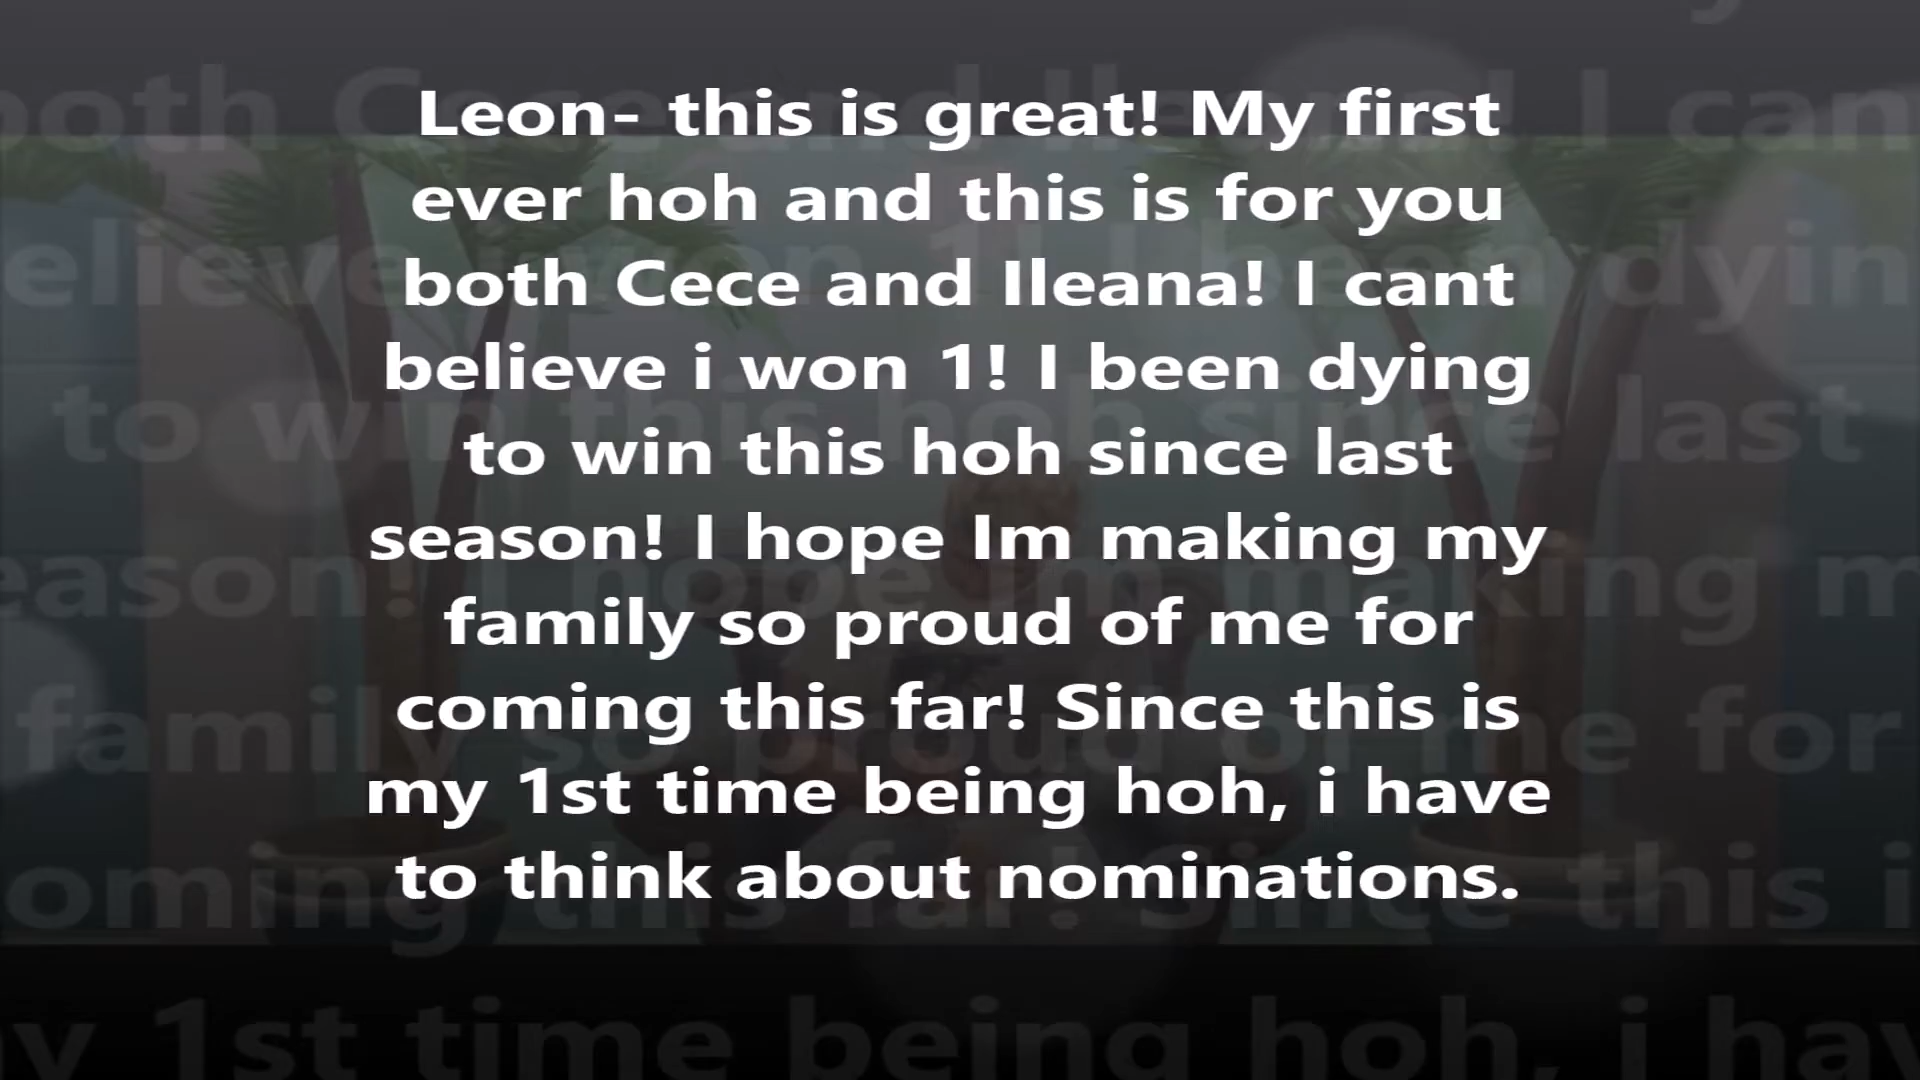 Leon- this is great! My first
ever hoh and this is for you
both Cece and Ileana! I cant
believe i won 1! I been dying
to win this hoh since last
season! I hope Im making my
family so proud of me for
coming this far! Since this is
my 1st time being hoh, i have
to think about nominations.